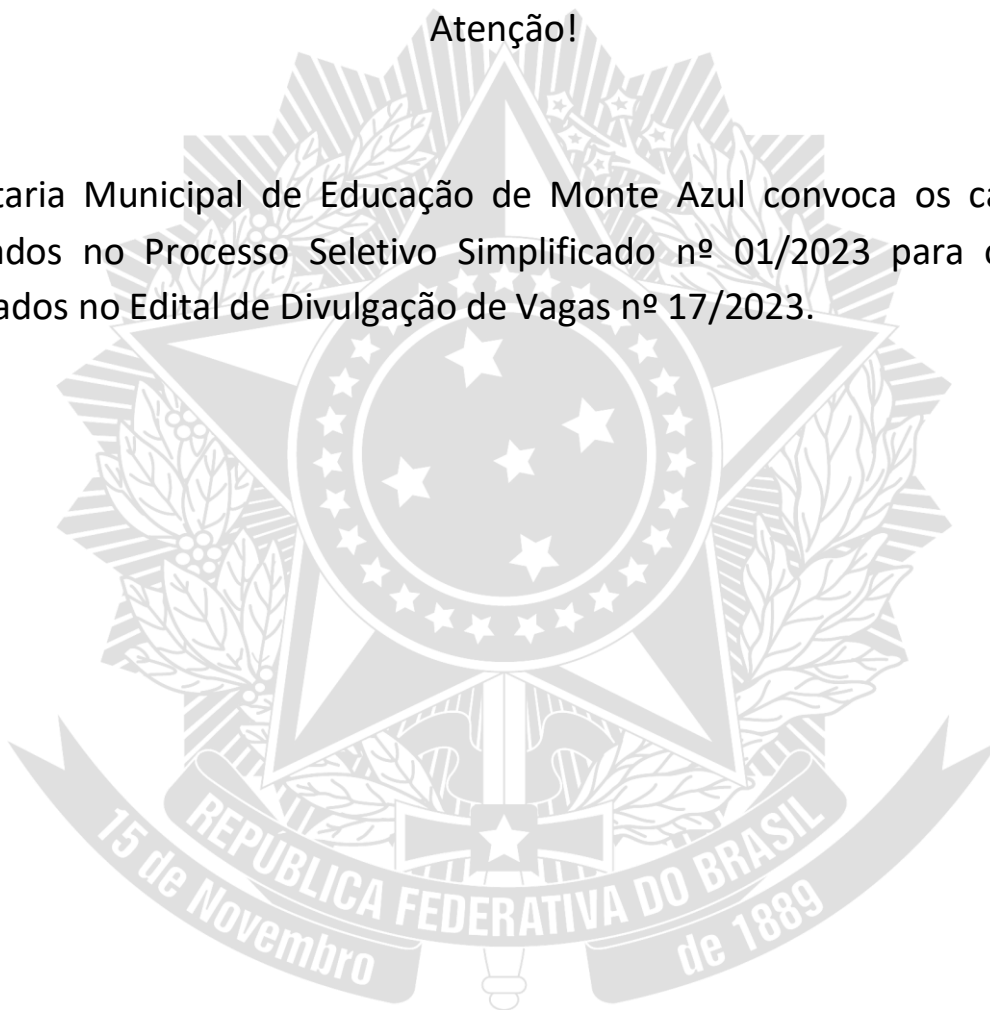 Atenção!
taria Municipal de Educação de Monte Azul convoca os ca
ados no Processo Seletivo Simplificado nº 01/2023 para
ados no Edital de Divulgação de Vagas nº 17/2023.
15 de Novembro
REPÚBLICA FEDERATIVA DO BRASIL
de 1889